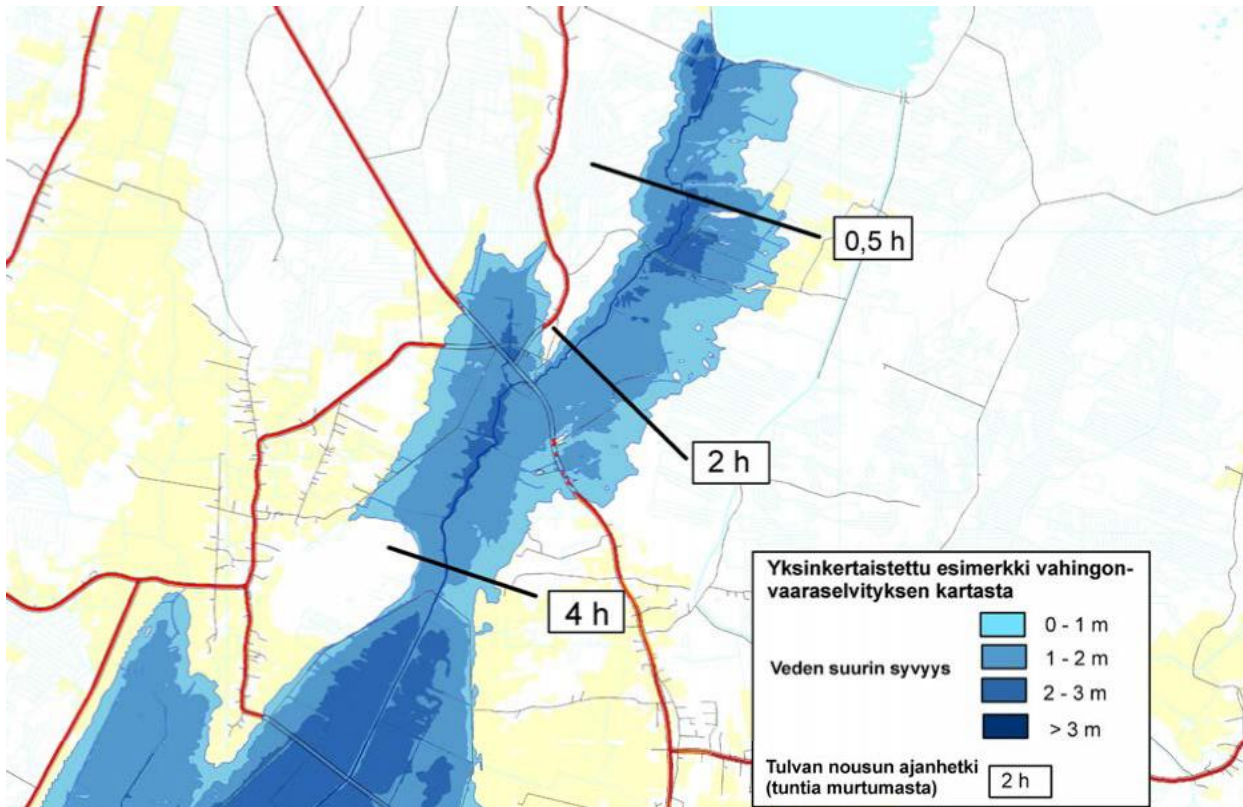 0,5 h
2 h
4 h
Yksinkertaistettu esimerkki vahingon-
vaaraselvityksen kartasta
Veden suurin syvyys
0 - 1 m
1 - 2 m
2 - 3 m
> 3 m
Tulvan nousun ajanhetki
(tuntia murtumasta)
2 h